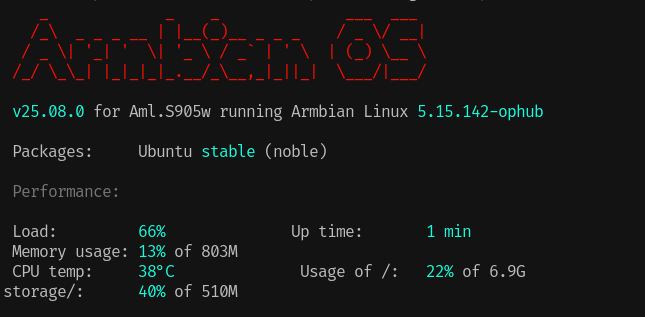 Armbian OS
v25.08.0 for Aml.S905w running Armbian Linux 5.15.142-ophub
Packages: Ubuntu stable (noble)
Performance:
Load: 66% Up time: 1 min
Memory usage: 13% of 803M
CPU temp: 38°C Usage of /: 22% of 6.9G
storage/: 40% of 510M